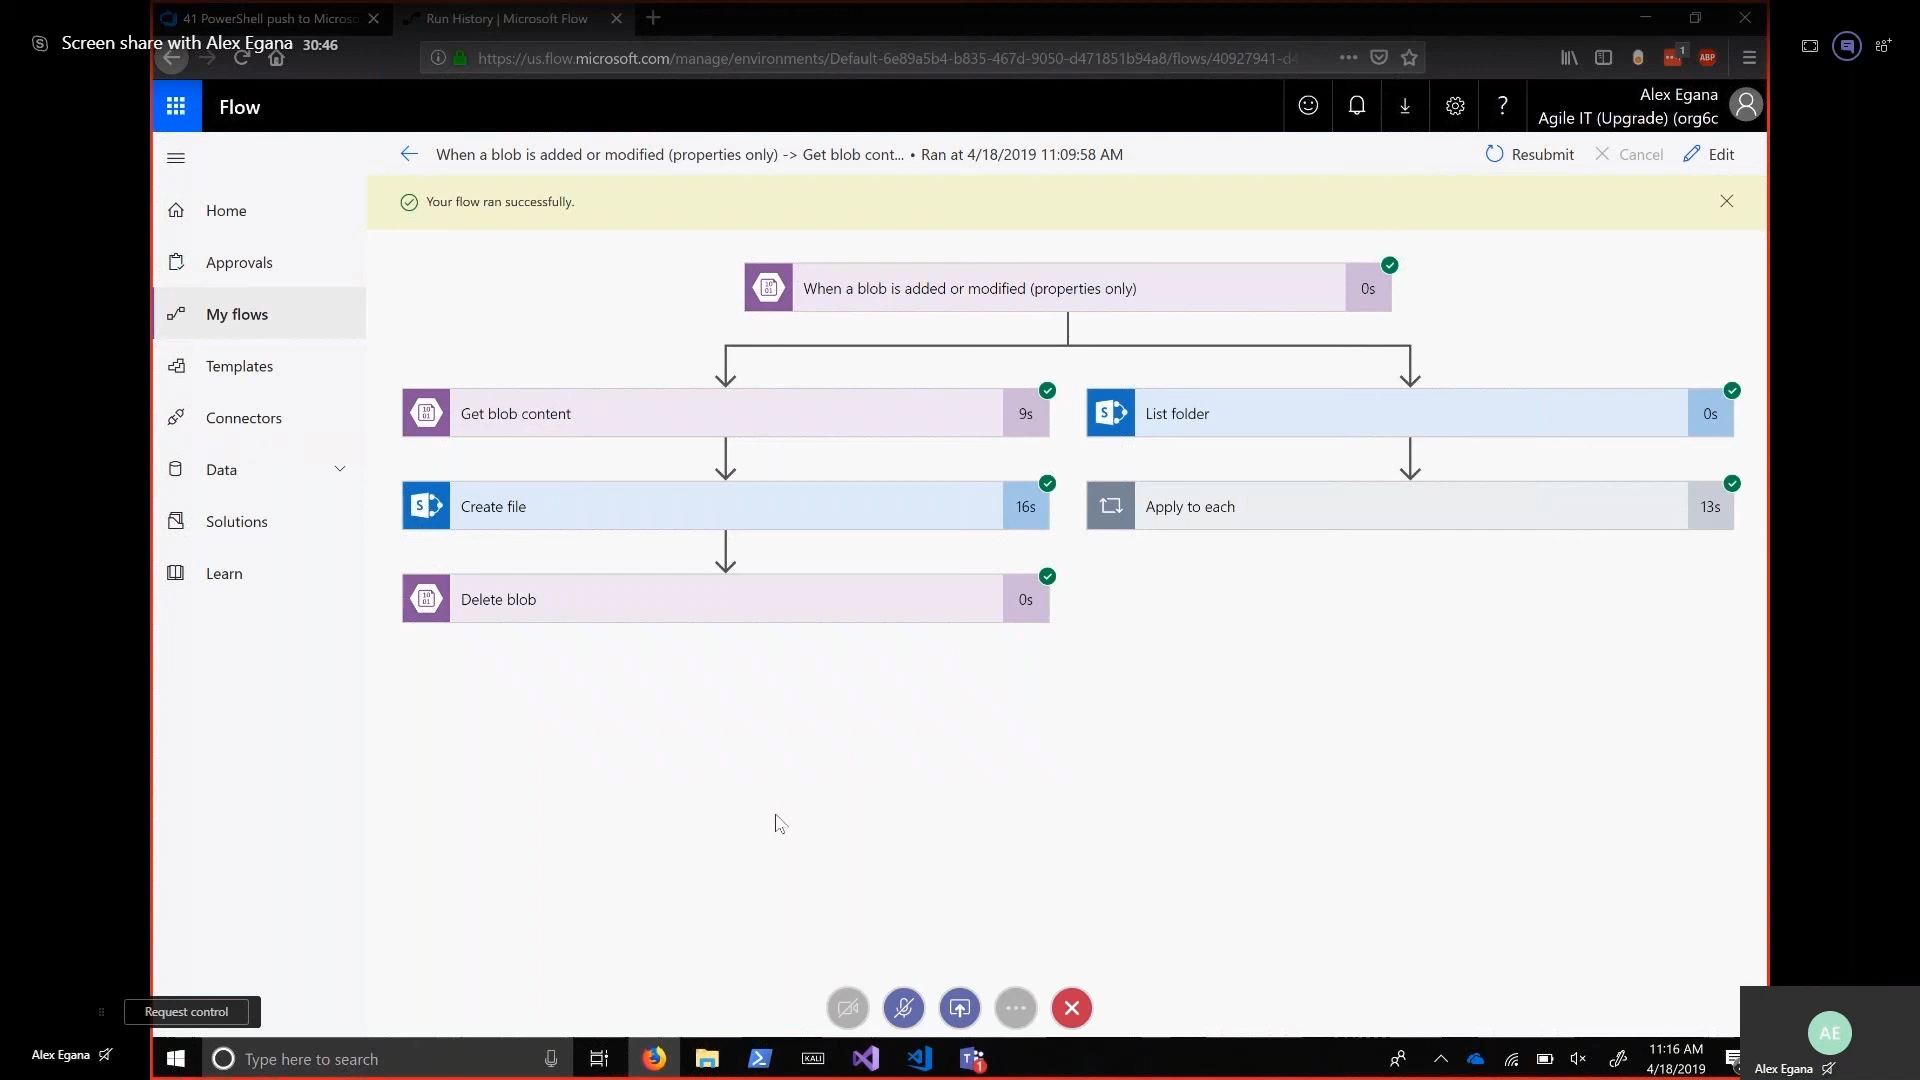 41 PowerShell push to Microso
Run History | Microsoft Flow
Screen share with Alex Egana 30:46
https://us.flow.microsoft.com/manage/environments/Default-6e89a5b4-b835-467d-9050-d471851b94a8/flows/40927941-d4
1
ABP
Flow
?
Alex Egana
Agile IT (Upgrade) (org6c
When a blob is added or modified (properties only) -> Get blob cont... • Ran at 4/18/2019 11:09:58 AM
Resubmit
Cancel
Edit
Your flow ran successfully.
Home
Approvals
My flows
Templates
Connectors
Data
Solutions
Learn
When a blob is added or modified (properties only)
0s
Get blob content
9s
List folder
0s
Create file
16s
Apply to each
13s
Delete blob
0s
Request control
AE
Alex Egana
Type here to search
KALI
1
11:16 AM
4/18/2019
Alex Egana